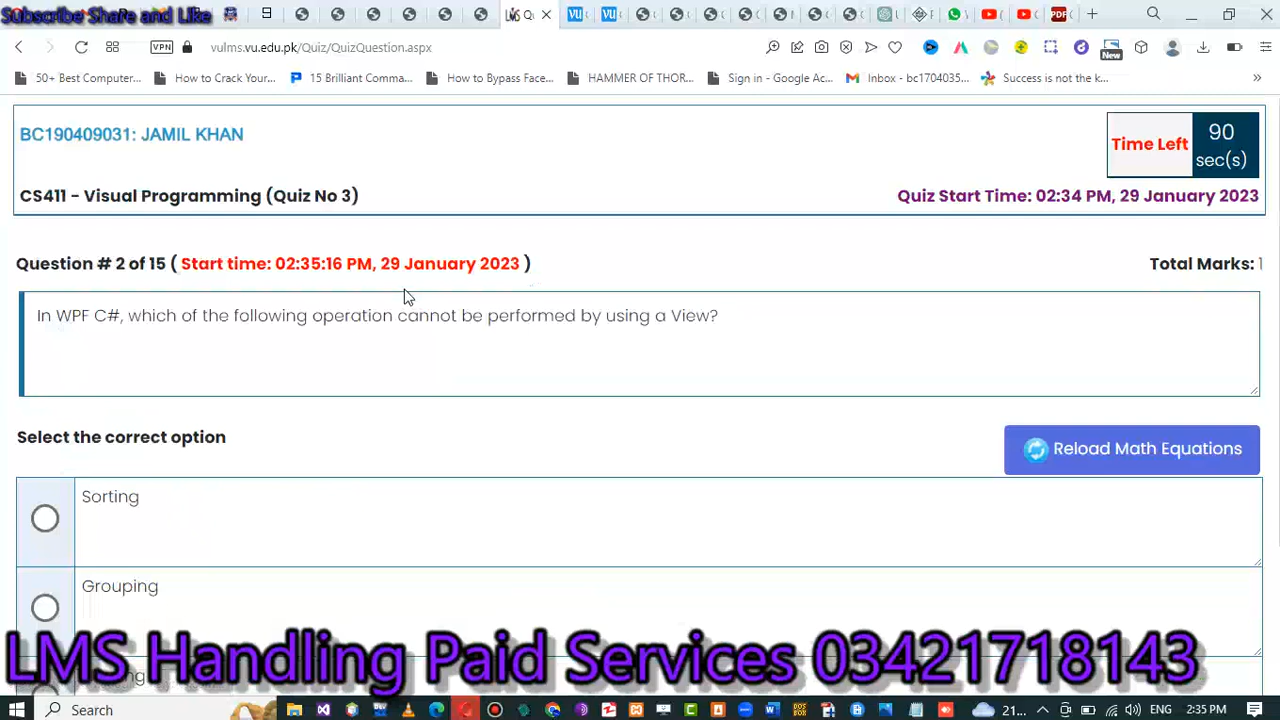 Subscribe Share and Like
VPN
vulms.vu.edu.pk/Quiz/QuizQuestion.aspx
New
50+ Best Computer...
How to Crack Your...
15 Brilliant Comma...
How to Bypass Face...
HAMMER OF THOR...
Sign in - Google Ac...
Inbox - bc1704035...
Success is not the k...
BC190409031: JAMIL KHAN
Time Left
90
sec(s)
CS411 - Visual Programming (Quiz No 3)
Quiz Start Time: 02:34 PM, 29 January 2023
Question # 2 of 15 ( Start time: 02:35:16 PM, 29 January 2023 )
Total Marks: 1
In WPF C#, which of the following operation cannot be performed by using a View?
Select the correct option
Reload Math Equations
Sorting
Grouping
LMS Handling Paid Services 03421718143
Search
21...
ENG
2:35 PM